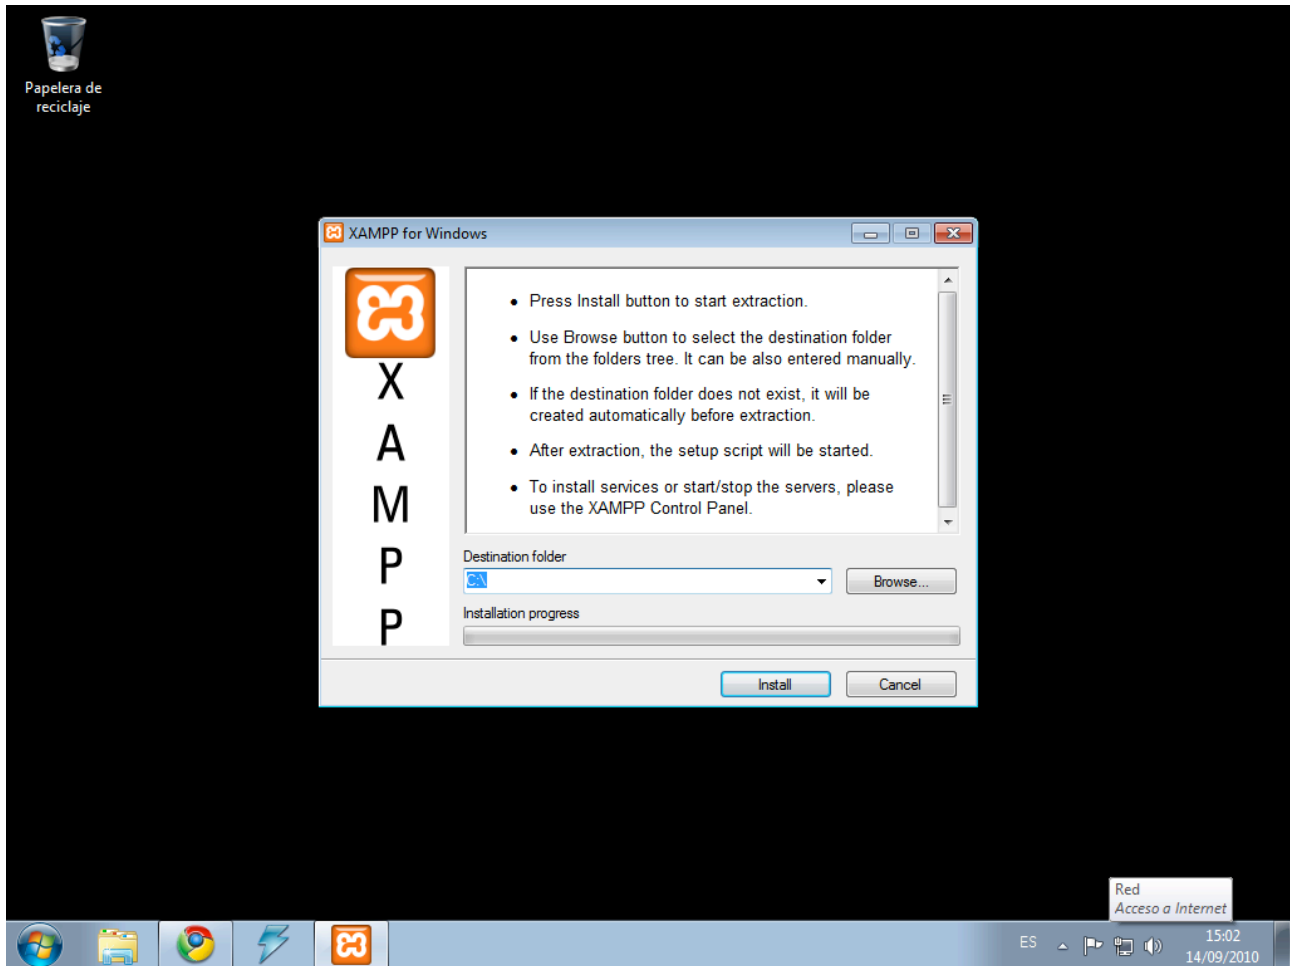 Papelera de
reciclaje
XAMPP for Windows
X
A
M
P
P
Press Install button to start extraction.
Use Browse button to select the destination folder
from the folders tree. It can be also entered manually.
If the destination folder does not exist, it will be
created automatically before extraction.
After extraction, the setup script will be started.
To install services or start/stop the servers, please
use the XAMPP Control Panel.
Destination folder
C:\
Browse...
Installation progress
Install
Cancel
Red
Acceso a Internet
ES
15:02
14/09/2010